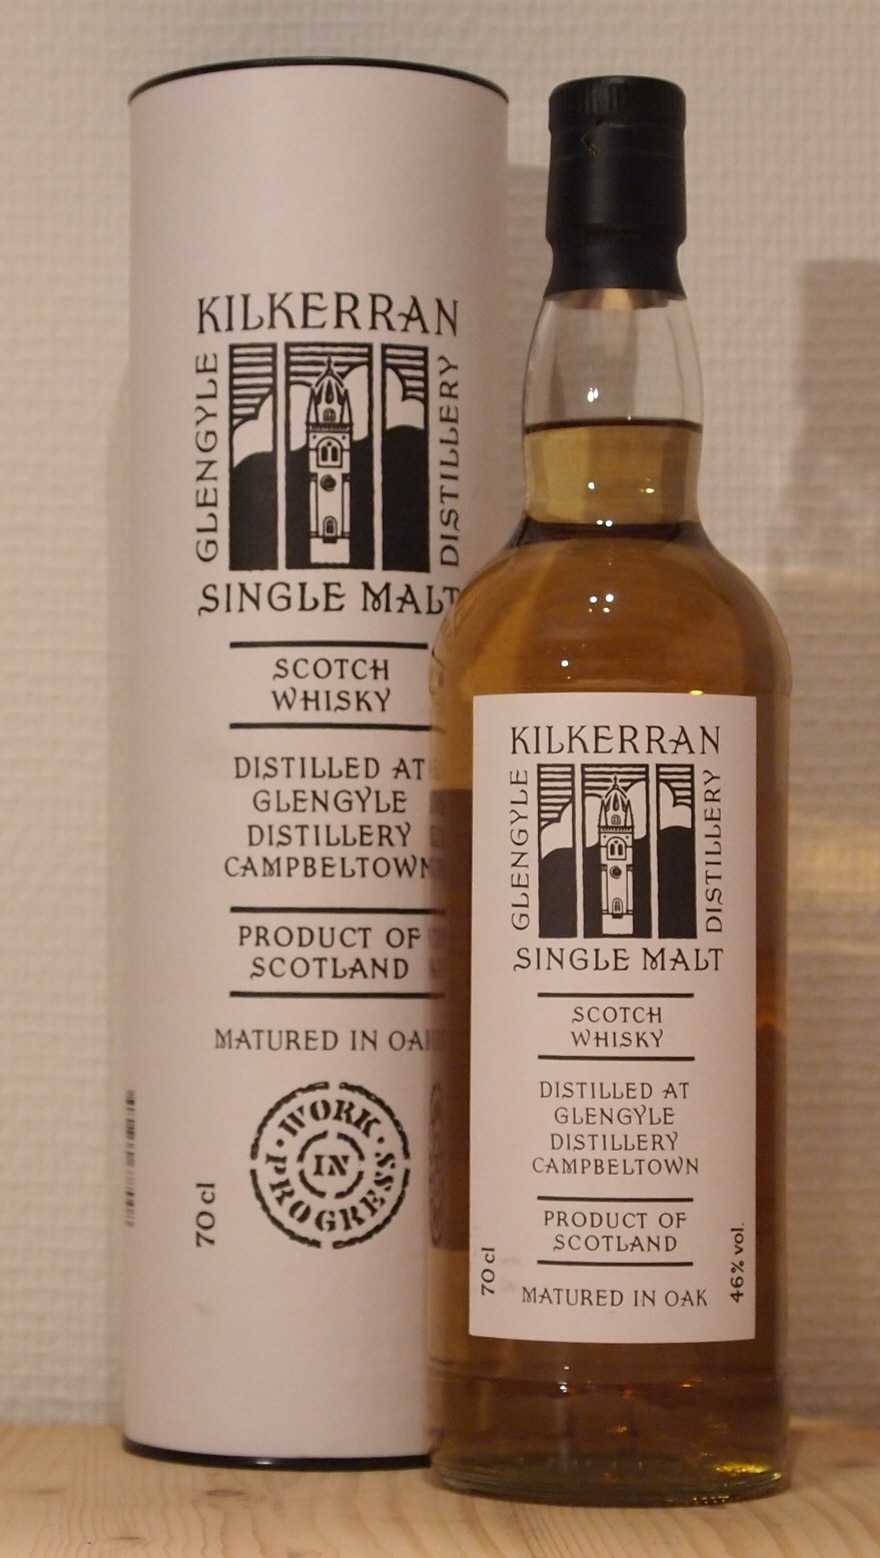 KILKERRAN
GLENGYLE
DISTILLERY
SINGLE MALT
SCOTCH
WHISKY
DISTILLED AT
GLENGYLE
DISTILLERY
CAMPBELTOWN
PRODUCT OF
SCOTLAND
MATURED IN OAK
· WORK ·
IN
PROGRESS
70 cl
KILKERRAN
GLENGYLE
DISTILLERY
SINGLE MALT
SCOTCH
WHISKY
DISTILLED AT
GLENGYLE
DISTILLERY
CAMPBELTOWN
PRODUCT OF
SCOTLAND
70 cl
MATURED IN OAK
46% vol.